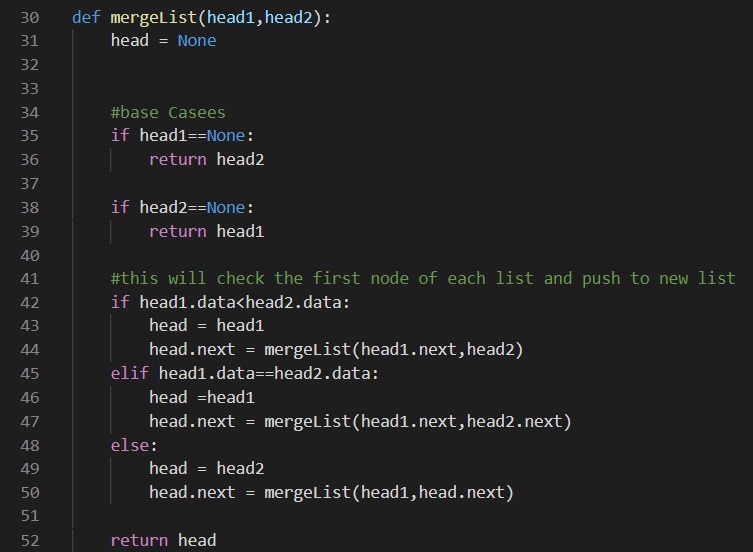 30 def mergeList(head1,head2):
31     head = None
32
33
34     #base Casees
35     if head1==None:
36         return head2
37
38     if head2==None:
39         return head1
40
41     #this will check the first node of each list and push to new list
42     if head1.data<head2.data:
43         head = head1
44         head.next = mergeList(head1.next,head2)
45     elif head1.data==head2.data:
46         head =head1
47         head.next = mergeList(head1.next,head2.next)
48     else:
49         head = head2
50         head.next = mergeList(head1,head.next)
51
52     return head